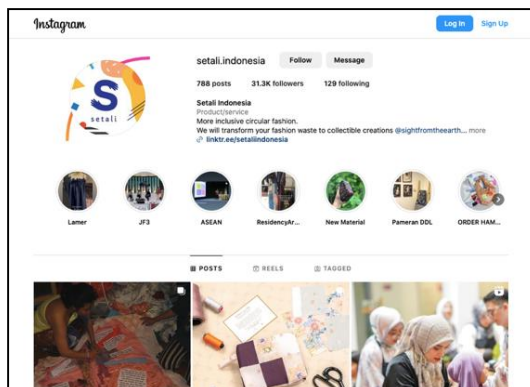 Instagram
Log In Sign Up
setali.indonesia Follow Message
788 posts 31.3K followers 129 following
Setali Indonesia
Product/service
More inclusive circular fashion.
We will transform your fashion waste to collectible creations @sightfromtheearth... more
linktr.ee/setaliindonesia
S
setali
Lamer JF3 ASEAN ResidencyAr... New Material Pameran DDL ORDER HAM...
POSTS REELS TAGGED